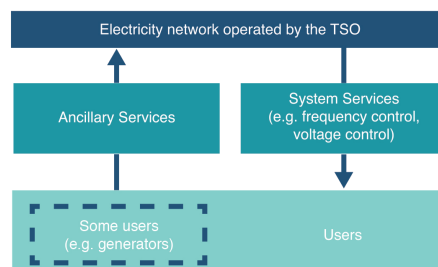 Electricity network operated by the TSO
Ancillary Services
System Services
(e.g. frequency control,
voltage control)
Some users
(e.g. generators)
Users